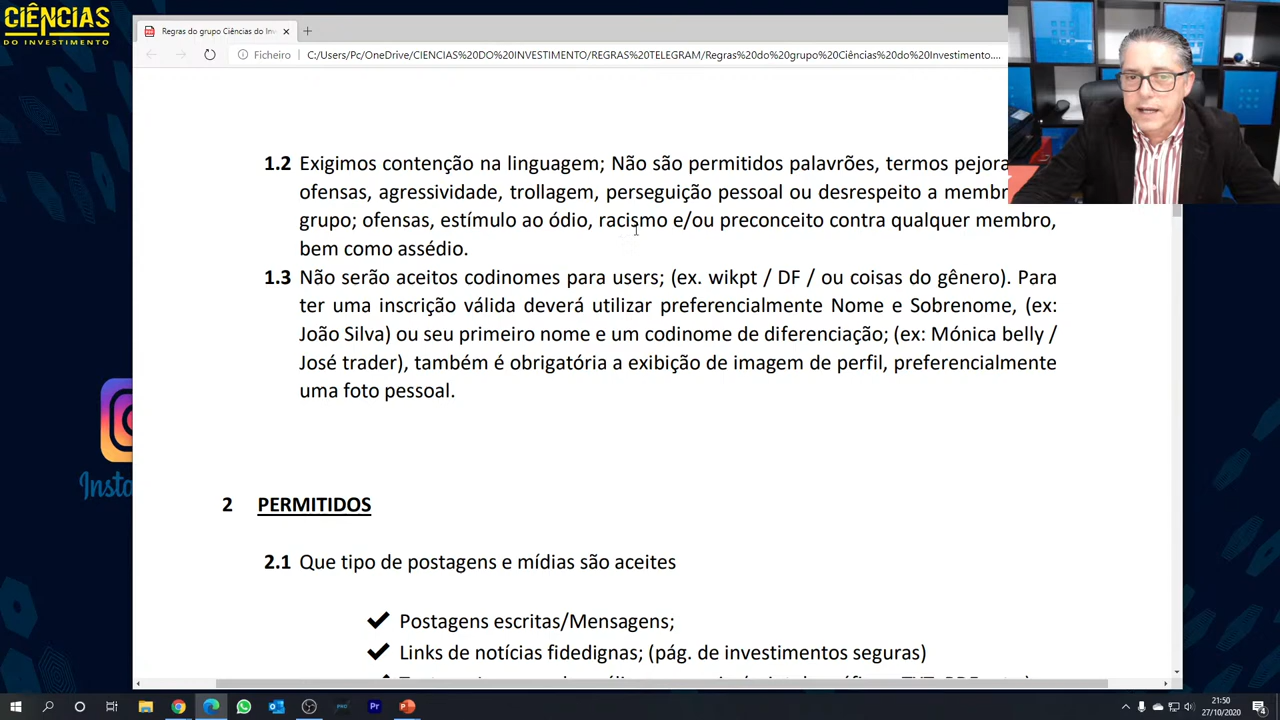 CIÊNCIAS
DO INVESTIMENTO
Regras do grupo Ciências do Inv
Ficheiro
C:/Users/Pc/OneDrive/CIENCIAS%20DO%20INVESTIMENTO/REGRAS%20TELEGRAM/Regras%20do%20grupo%20Ciências%20do%20Investimento....
1.2 Exigimos contenção na linguagem; Não são permitidos palavrões, termos pejora
ofensas, agressividade, trollagem, perseguição pessoal ou desrespeito a membr
grupo; ofensas, estímulo ao ódio, racismo e/ou preconceito contra qualquer membro,
bem como assédio.
1.3 Não serão aceitos codinomes para users; (ex. wikpt / DF / ou coisas do gênero). Para
ter uma inscrição válida deverá utilizar preferencialmente Nome e Sobrenome, (ex:
João Silva) ou seu primeiro nome e um codinome de diferenciação; (ex: Mónica belly /
José trader), também é obrigatória a exibição de imagem de perfil, preferencialmente
uma foto pessoal.
Insta
2 PERMITIDOS
2.1 Que tipo de postagens e mídias são aceites
✔ Postagens escritas/Mensagens;
✔ Links de notícias fidedignas; (pág. de investimentos seguras)
Pr
21:50
27/10/2020
4